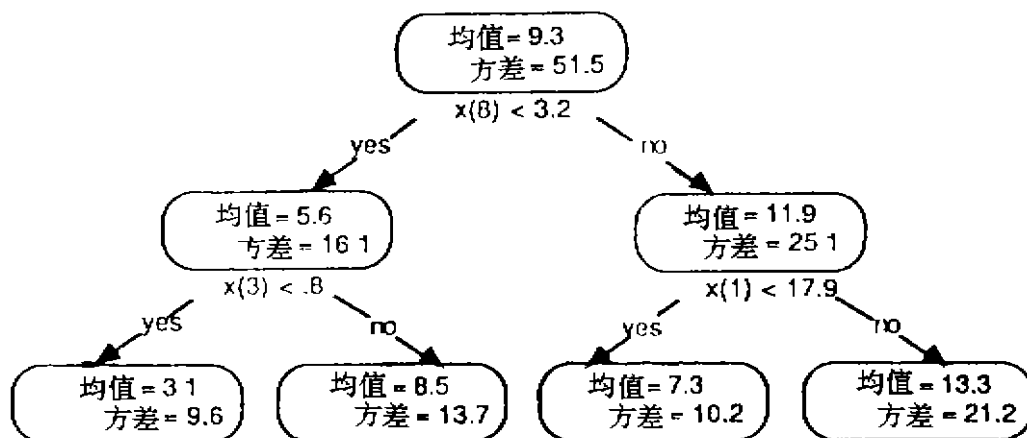 均值=9.3
方差=51.5
x(8) < 3.2
yes
no
均值=5.6
方差=16.1
x(3) < .8
均值=11.9
方差=25.1
x(1) < 17.9
yes
no
yes
no
均值=3.1
方差=9.6
均值=8.5
方差=13.7
均值=7.3
方差=10.2
均值=13.3
方差=21.2